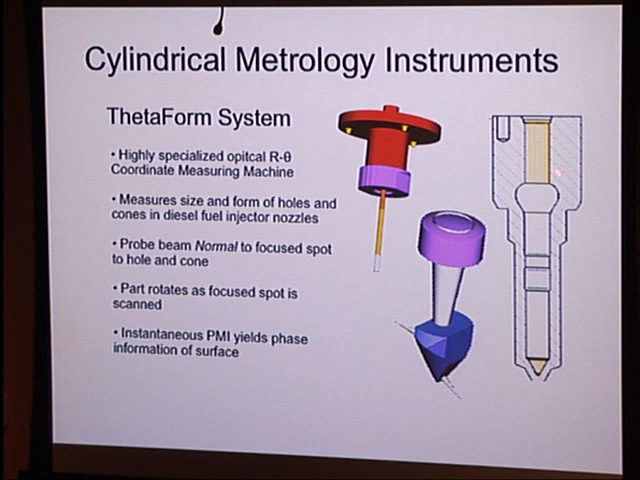 Cylindrical Metrology Instruments
ThetaForm System
• Highly specialized opitcal R-θ
Coordinate Measuring Machine
• Measures size and form of holes and
cones in diesel fuel injector nozzles
• Probe beam Normal to focused spot
to hole and cone
• Part rotates as focused spot is
scanned
• Instantaneous PMI yields phase
information of surface